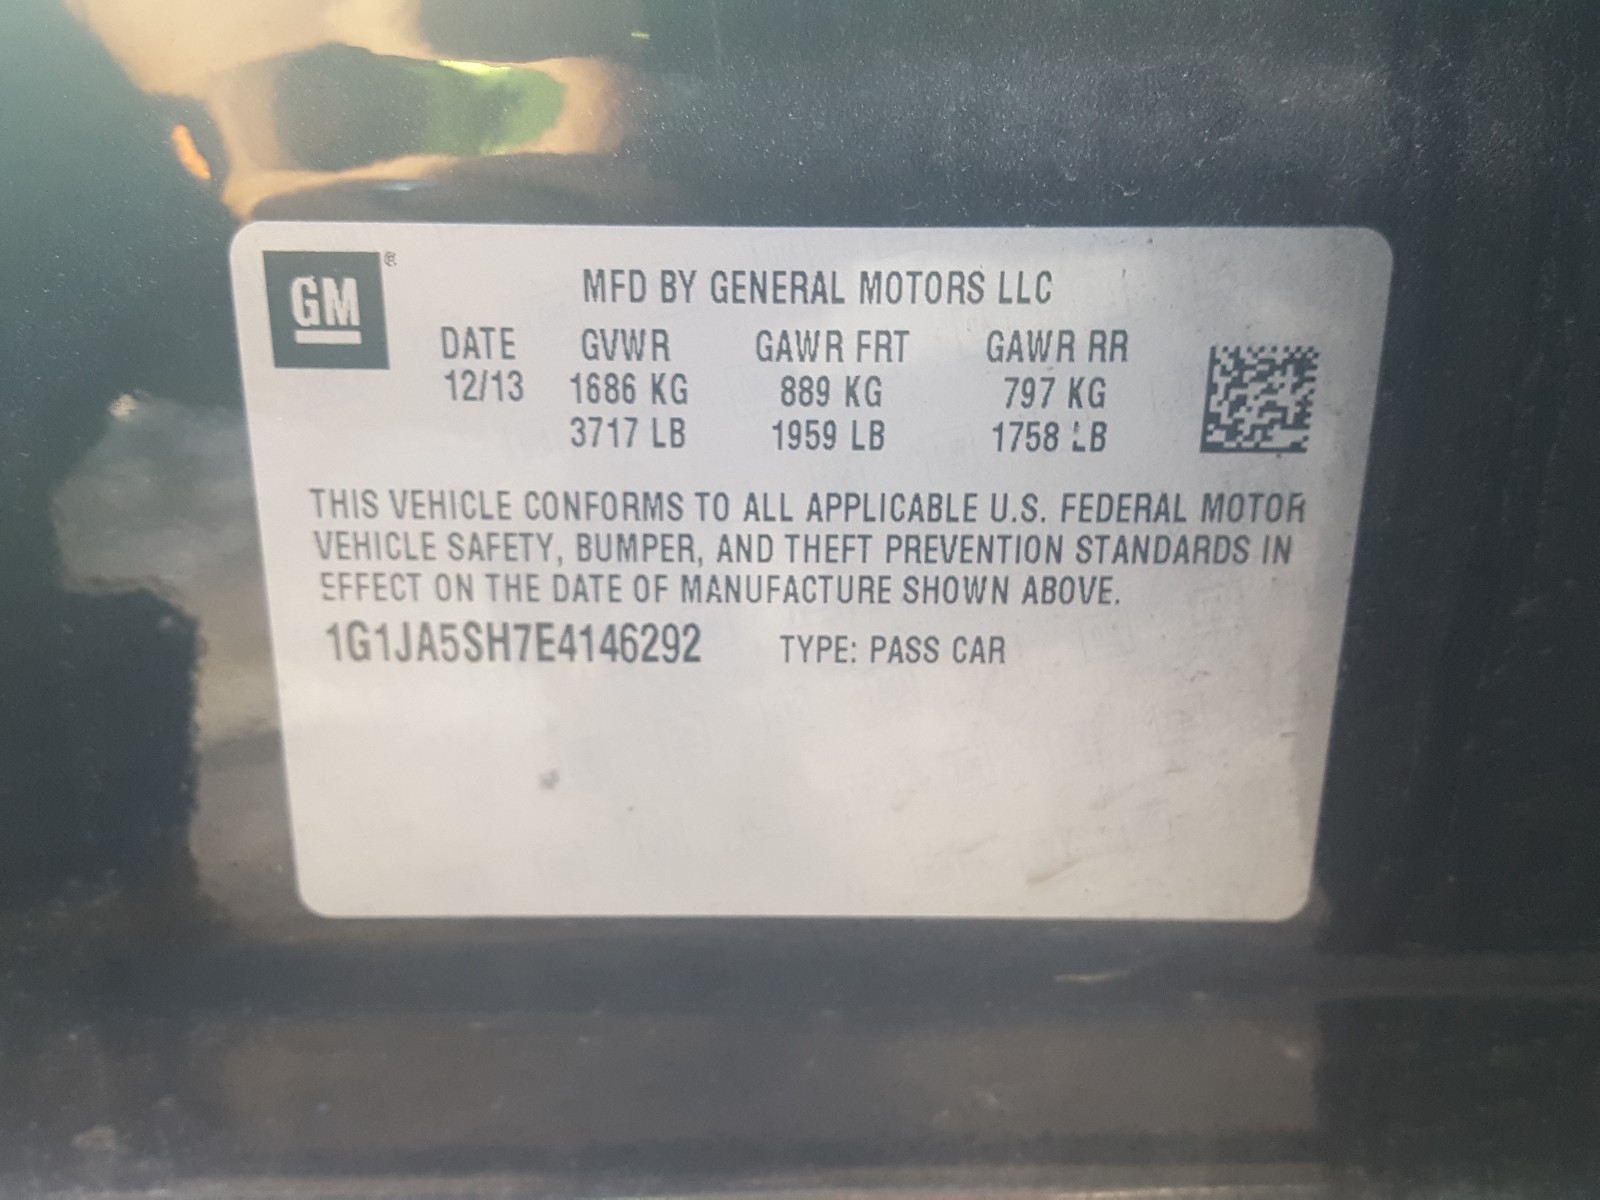 GM ®
MFD BY GENERAL MOTORS LLC
DATE GVWR GAWR FRT GAWR RR
12/13 1686 KG 889 KG 797 KG
3717 LB 1959 LB 1758 LB
THIS VEHICLE CONFORMS TO ALL APPLICABLE U.S. FEDERAL MOTOR
VEHICLE SAFETY, BUMPER, AND THEFT PREVENTION STANDARDS IN
EFFECT ON THE DATE OF MANUFACTURE SHOWN ABOVE.
1G1JA5SH7E4146292 TYPE: PASS CAR